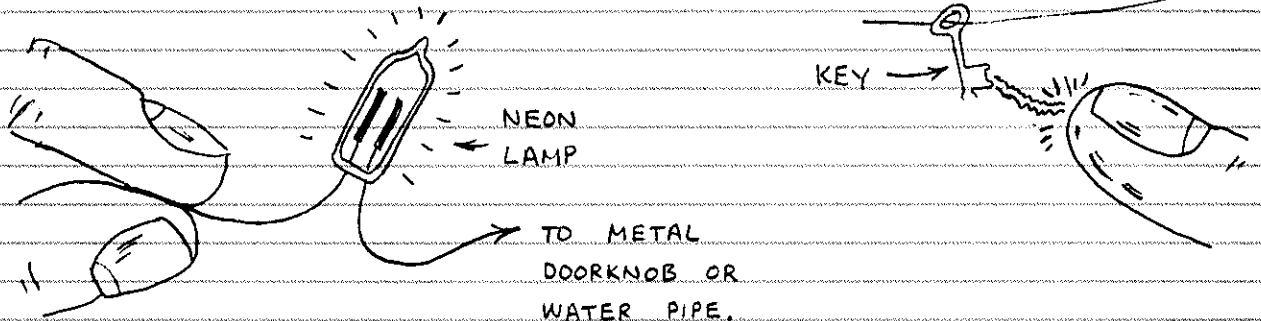 NEON
LAMP
TO METAL
DOORKNOB OR
WATER PIPE.
KEY